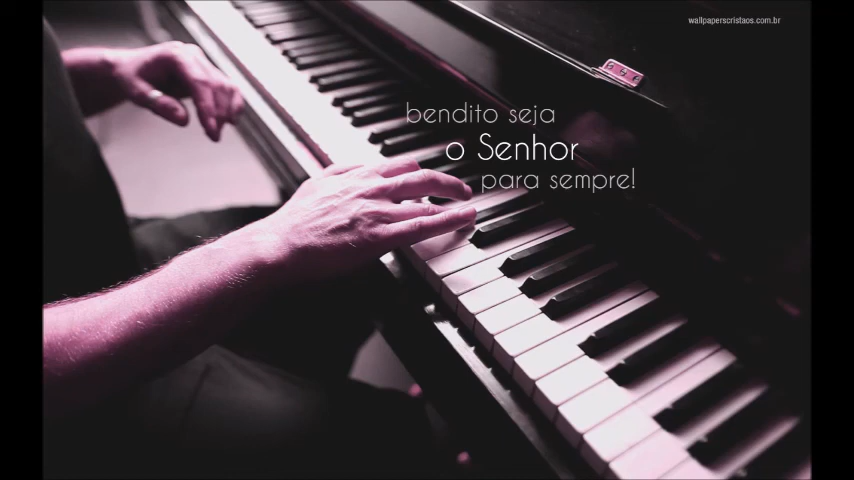 wallpaperscristaos.com.br
bendito seja
o Senhor
para sempre!